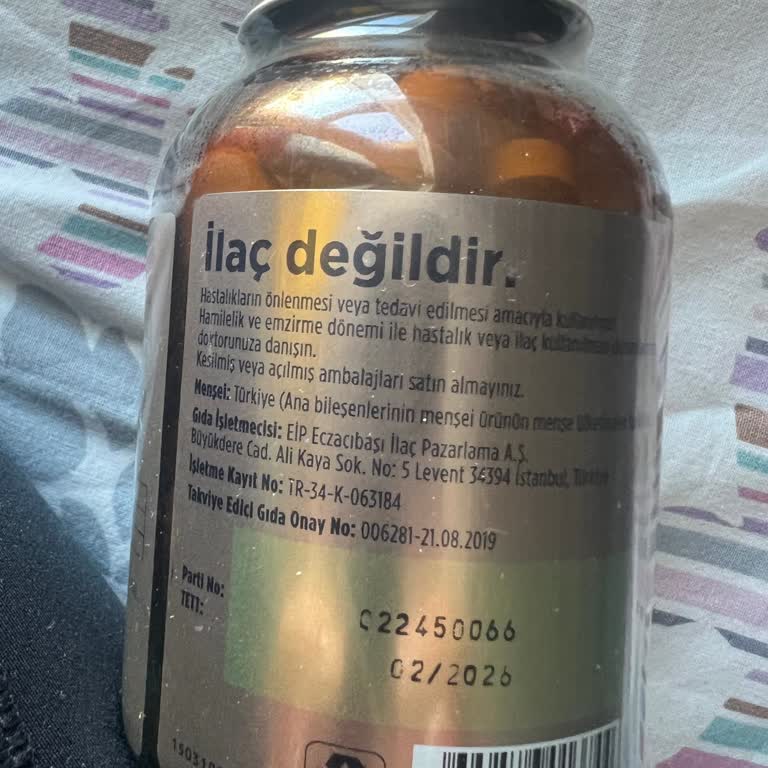 İlaç değildir.
Hastalıkların önlenmesi veya tedavi edilmesi amacıyla kullanılmaz.
Hamilelik ve emzirme dönemi ile hastalık veya ilaç kullanılması
doktorunuza danışın.
Kesilmiş veya açılmış ambalajları satın almayınız.
Menşei: Türkiye (Ana bileşenlerinin menşei ürünün menşe
Gıda İşletmecisi: EİP Eczacıbaşı İlaç Pazarlama A.Ş.
Büyükdere Cad. Ali Kaya Sok. No: 5 Levent 34394 İstanbul, Türkiye
İşletme Kayıt No: TR-34-K-063184
Takviye Edici Gıda Onay No: 006281-21.08.2019
Parti No: C22450066
TETT: 02/2026